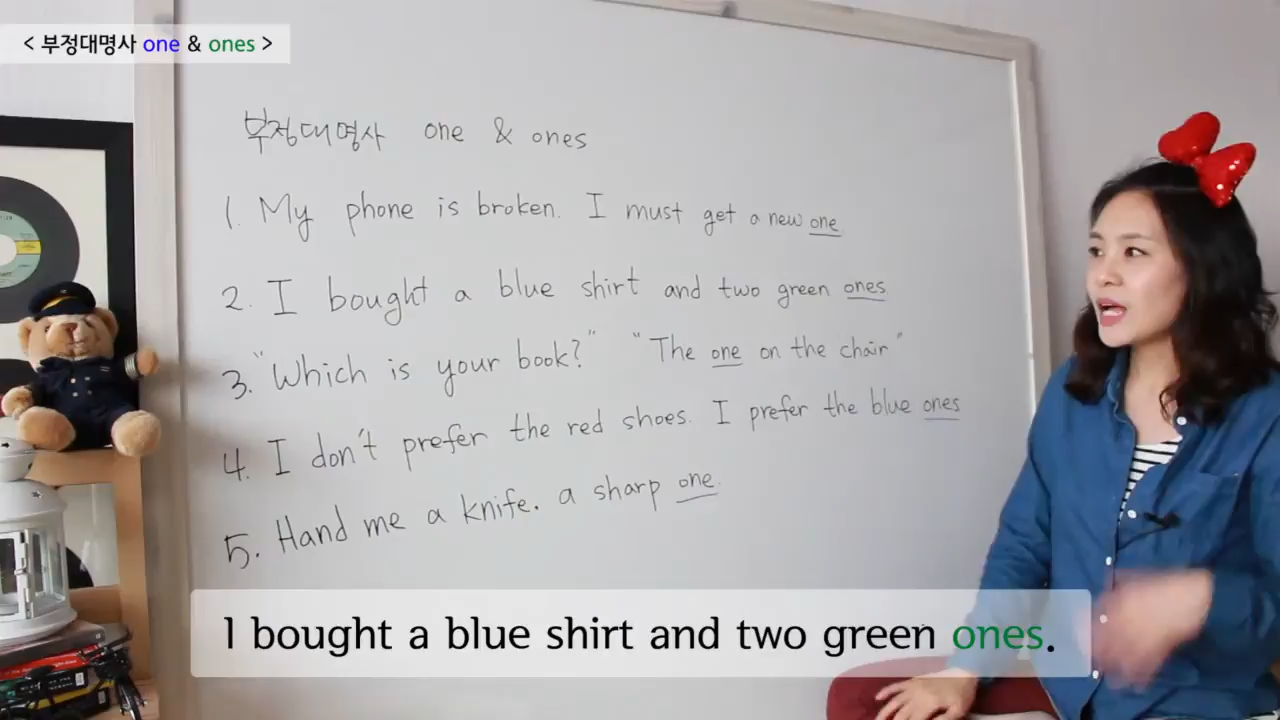 < 부정대명사 one & ones >
부정대명사 one & ones
1. My phone is broken. I must get a new one.
2. I bought a blue shirt and two green ones.
3. "Which is your book?" "The one on the chair"
4. I don't prefer the red shoes. I prefer the blue ones
5. Hand me a knife. a sharp one.
I bought a blue shirt and two green ones.